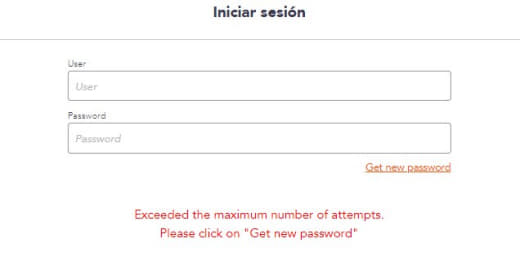 Iniciar sesión
User
User
Password
Password
Get new password
Exceeded the maximum number of attempts.
Please click on "Get new password"